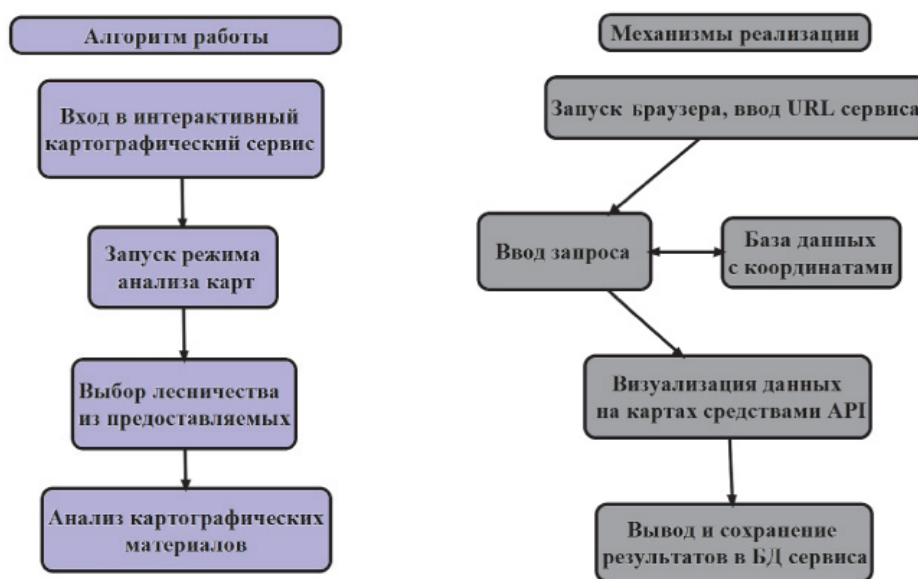 Алгоритм работы
Вход в интерактивный
картографический сервис
Запуск режима
анализа карт
Выбор лесничества
из предоставляемых
Анализ картографических
материалов
Механизмы реализации
Запуск браузера, ввод URL сервиса
Ввод запроса
База данных
с координатами
Визуализация данных
на картах средствами API
Вывод и сохранение
результатов в БД сервиса